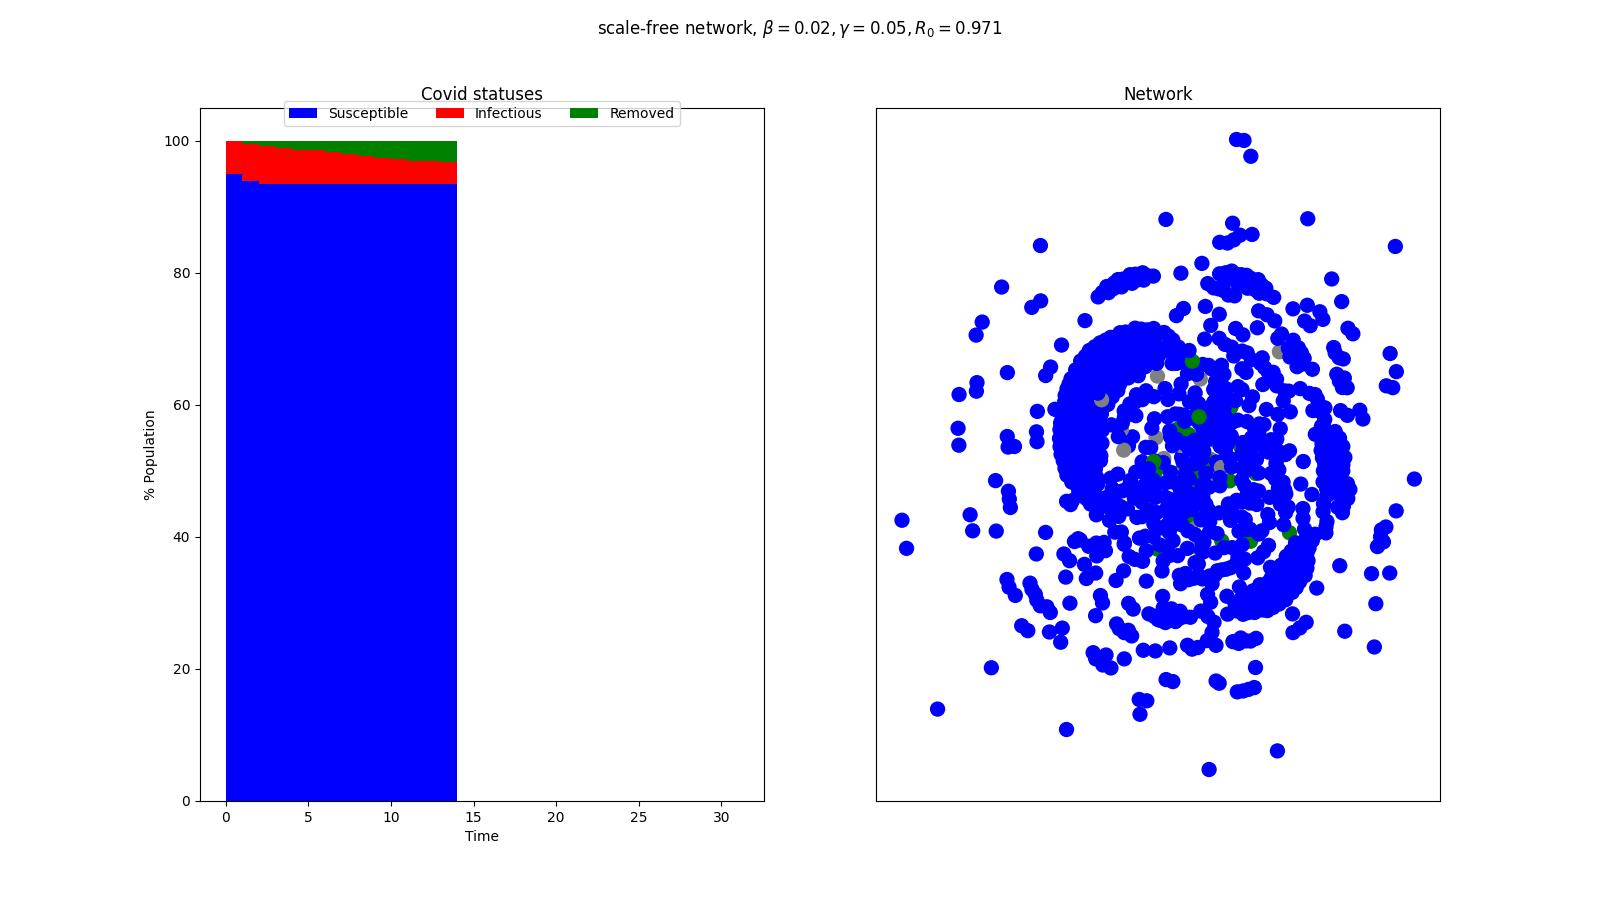 scale-free network, β = 0.02, γ = 0.05, R₀ = 0.971
Covid statuses
Susceptible Infectious Removed
100
80
60
40
20
0
% Population
0 5 10 15 20 25 30
Time
Network